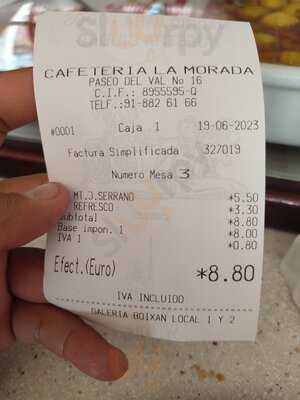 CAFETERIA LA MORADA
PASEO DEL VAL No 16
C.I.F.: 8955595-Q
TELF.:91-882 61 66
#0001 Caja 1 19-06-2023
Factura Simplificada 327019
Numero Mesa 3
MT.J.SERRANO *5.50
REFRESCO *3.30
Subtotal *8.80
Base impon. 1 *8.00
IVA 1 *0.80
Efect.(Euro) *8.80
IVA INCLUIDO
GALERIA BOIXAN LOCAL 1 Y 2